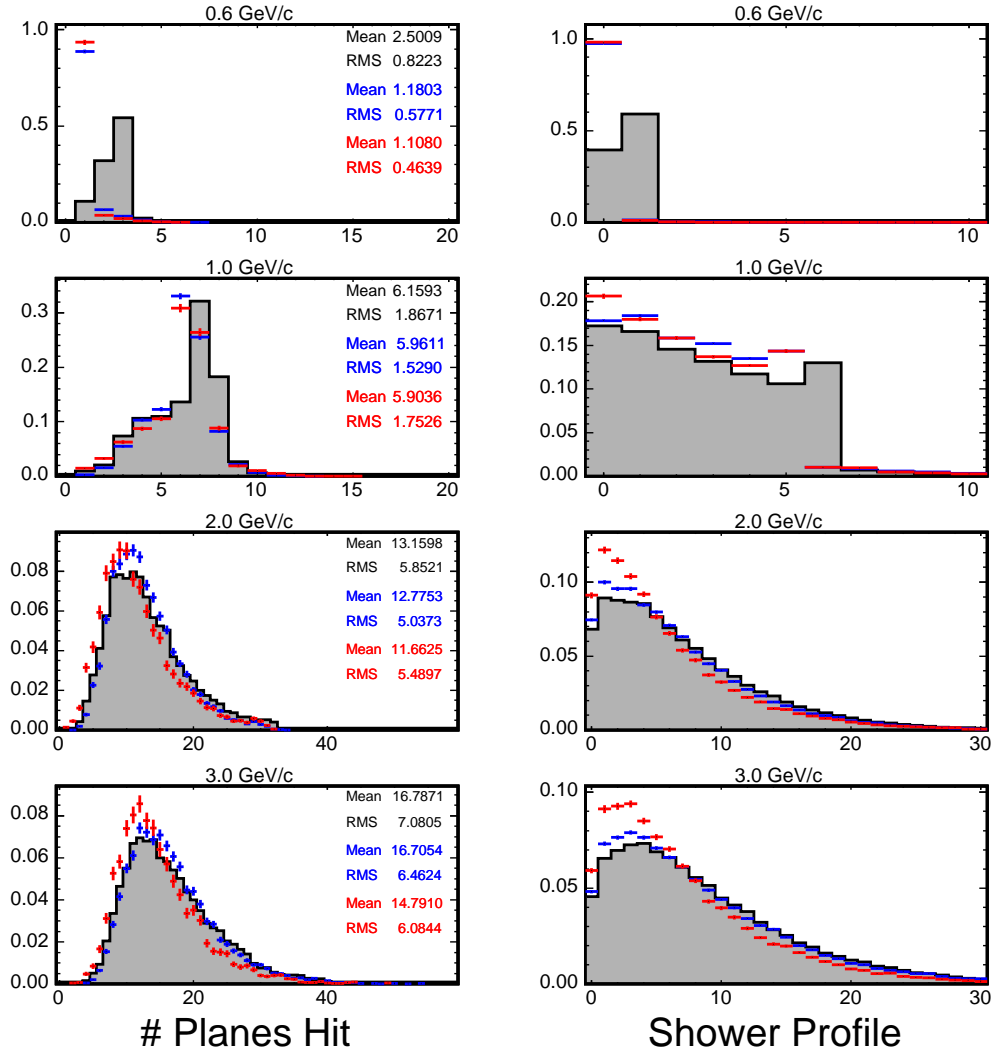 0.6 GeV/c
1.0
0.5
0.0
0 5 10 15 20
Mean 2.5009
RMS 0.8223
Mean 1.1803
RMS 0.5771
Mean 1.1080
RMS 0.4639
0.6 GeV/c
1.0
0.5
0.0
0 5 10
1.0 GeV/c
0.3
0.2
0.1
0.0
0 5 10 15 20
Mean 6.1593
RMS 1.8671
Mean 5.9611
RMS 1.5290
Mean 5.9036
RMS 1.7526
1.0 GeV/c
0.20
0.15
0.10
0.05
0.00
0 5 10
2.0 GeV/c
0.08
0.06
0.04
0.02
0.00
0 20 40
Mean 13.1598
RMS 5.8521
Mean 12.7753
RMS 5.0373
Mean 11.6625
RMS 5.4897
2.0 GeV/c
0.10
0.05
0.00
0 10 20 30
3.0 GeV/c
0.08
0.06
0.04
0.02
0.00
0 20 40
Mean 16.7871
RMS 7.0805
Mean 16.7054
RMS 6.4624
Mean 14.7910
RMS 6.0844
3.0 GeV/c
0.10
0.05
0.00
0 10 20 30
# Planes Hit
Shower Profile